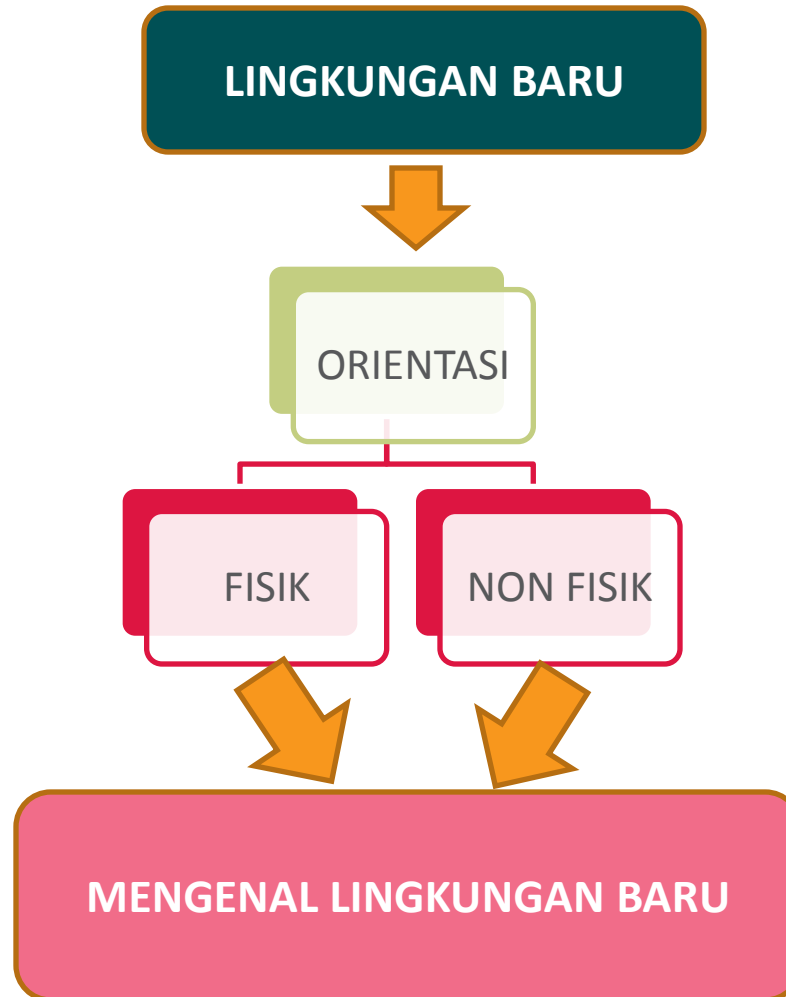 LINGKUNGAN BARU
ORIENTASI
FISIK
NON FISIK
MENGENAL LINGKUNGAN BARU